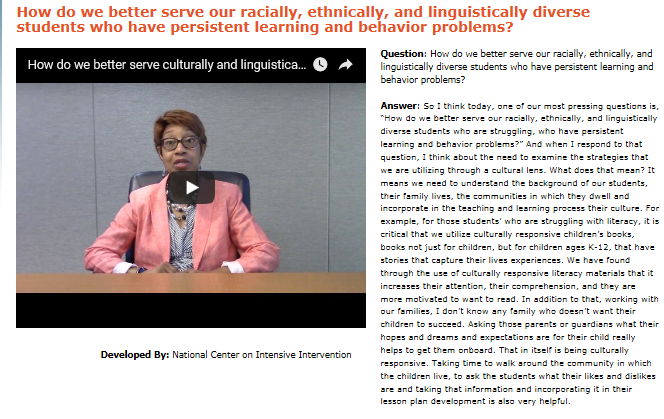 How do we better serve our racially, ethnically, and linguistically diverse
students who have persistent learning and behavior problems?
How do we better serve culturally and linguistica...
Developed By: National Center on Intensive Intervention
Question: How do we better serve our racially, ethnically, and
linguistically diverse students who have persistent learning and
behavior problems?
Answer: So I think today, one of our most pressing questions is,
"How do we better serve our racially, ethnically, and linguistically
diverse students who are struggling, who have persistent
learning and behavior problems?" And when I respond to that
question, I think about the need to examine the strategies that
we are utilizing through a cultural lens. What does that mean? It
means we need to understand the background of our students,
their family lives, the communities in which they dwell and
incorporate in the teaching and learning process their culture. For
example, for those students' who are struggling with literacy, it is
critical that we utilize culturally responsive children's books,
books not just for children, but for children ages K-12, that have
stories that capture their lives experiences. We have found
through the use of culturally responsive literacy materials that it
increases their attention, their comprehension, and they are
more motivated to want to read. In addition to that, working with
our families, I don't know any family who doesn't want their
children to succeed. Asking those parents or guardians what their
hopes and dreams and expectations are for their child really
helps to get them onboard. That in itself is being culturally
responsive. Taking time to walk around the community in which
the children live, to ask the students what their likes and dislikes
are and taking that information and incorporating it in their
lesson plan development is also very helpful.